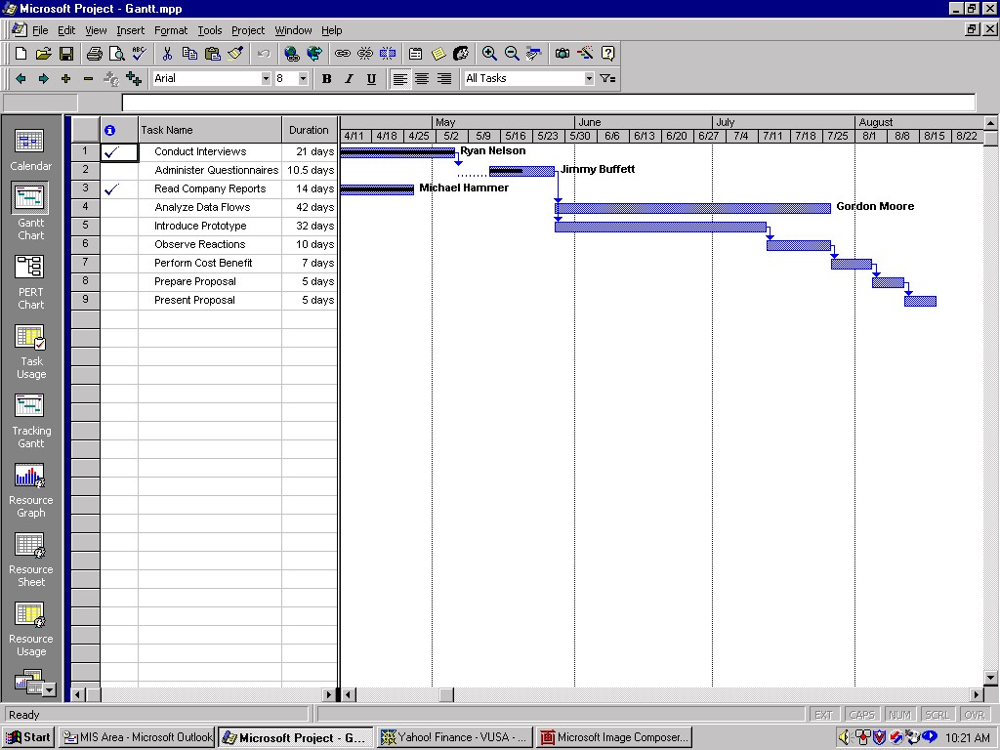 Microsoft Project - Gantt.mpp
File Edit View Insert Format Tools Project Window Help
Arial 8 B I U All Tasks
Calendar
Gantt
Chart
PERT
Chart
Task
Usage
Tracking
Gantt
Resource
Graph
Resource
Sheet
Resource
Usage
Task Name Duration
May June July August
4/11 4/18 4/25 5/2 5/9 5/16 5/23 5/30 6/6 6/13 6/20 6/27 7/4 7/11 7/18 7/25 8/1 8/8 8/15 8/22
1 Conduct Interviews 21 days Ryan Nelson
2 Administer Questionnaires 10.5 days Jimmy Buffett
3 Read Company Reports 14 days Michael Hammer
4 Analyze Data Flows 42 days Gordon Moore
5 Introduce Prototype 32 days
6 Observe Reactions 10 days
7 Perform Cost Benefit 7 days
8 Prepare Proposal 5 days
9 Present Proposal 5 days
Ready EXT CAPS NUM SCRL OVR
Start MIS Area - Microsoft Outlook Microsoft Project - G... Yahoo! Finance - VUSA - ... Microsoft Image Composer... 10:21 AM